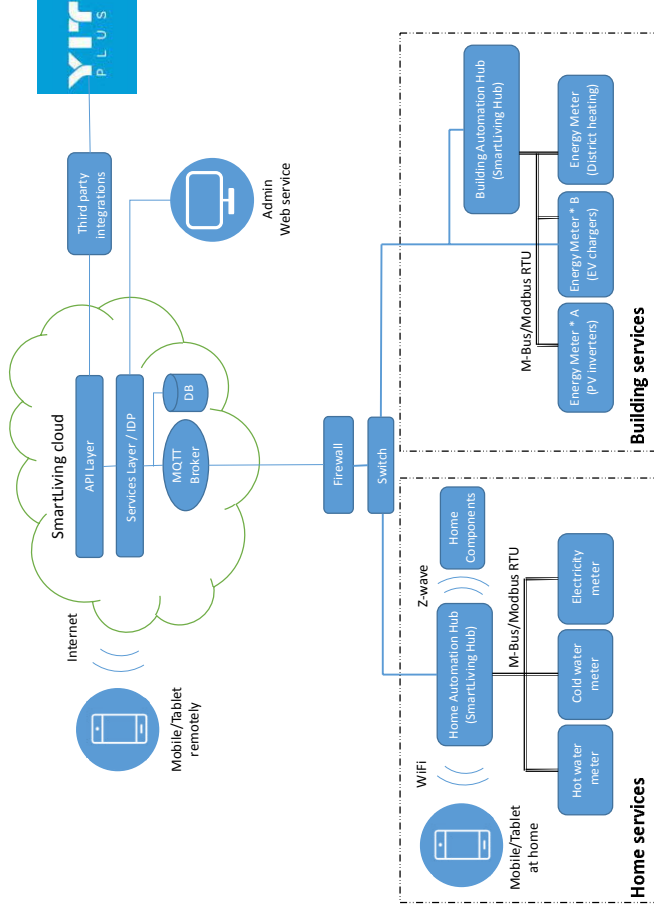 YIT
PLUS
SmartLiving cloud
Internet
Mobile/Tablet
remotely
API Layer
Services Layer / IDP
MQTT
Broker
DB
Third party
integrations
Admin
Web service
Firewall
Switch
WiFi
Mobile/Tablet
at home
Home Automation Hub
(SmartLiving Hub)
Z-wave
Home
Components
M-Bus/Modbus RTU
Hot water
meter
Cold water
meter
Electricity
meter
Home services
Building Automation Hub
(SmartLiving Hub)
M-Bus/Modbus RTU
Energy Meter * A
(PV inverters)
Energy Meter * B
(EV chargers)
Energy Meter
(District heating)
Building services